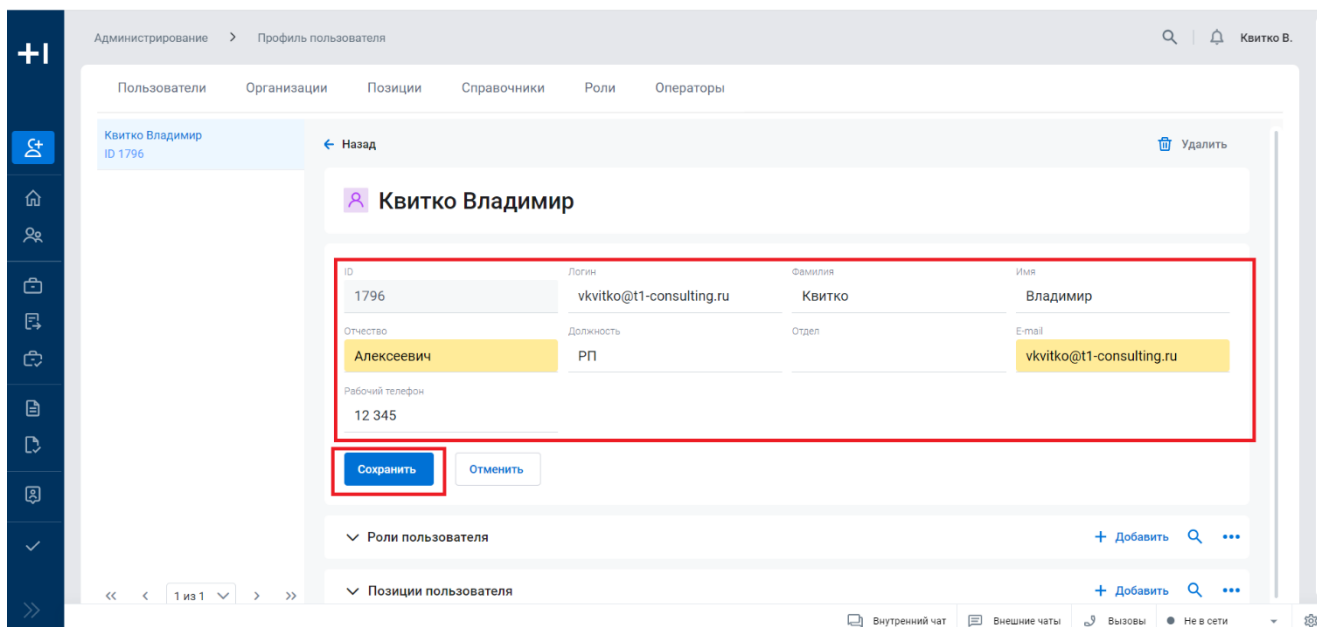 Администрирование > Профиль пользователя Квитко В.
Пользователи Организации Позиции Справочники Роли Операторы
Квитко Владимир
ID 1796
Назад Удалить
Квитко Владимир
ID Логин Фамилия Имя
1796 vkvitko@t1-consulting.ru Квитко Владимир
Отчество Должность Отдел E-mail
Алексеевич РП vkvitko@t1-consulting.ru
Рабочий телефон
12 345
Сохранить Отменить
Роли пользователя + Добавить
Позиции пользователя + Добавить
1 из 1
Внутренний чат Внешние чаты Вызовы Не в сети